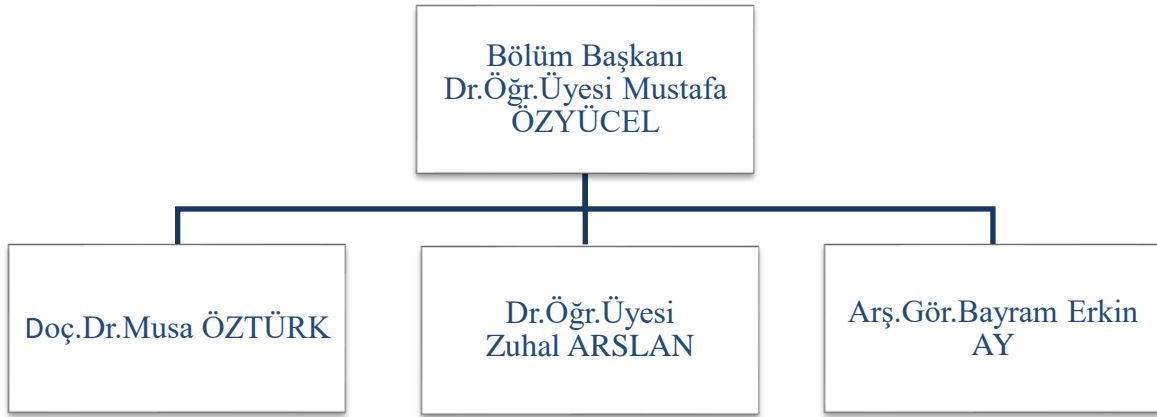 Bölüm Başkanı
Dr.Öğr.Üyesi Mustafa
ÖZYÜCEL
Doç.Dr.Musa ÖZTÜRK
Dr.Öğr.Üyesi
Zuhal ARSLAN
Arş.Gör.Bayram Erkin
AY